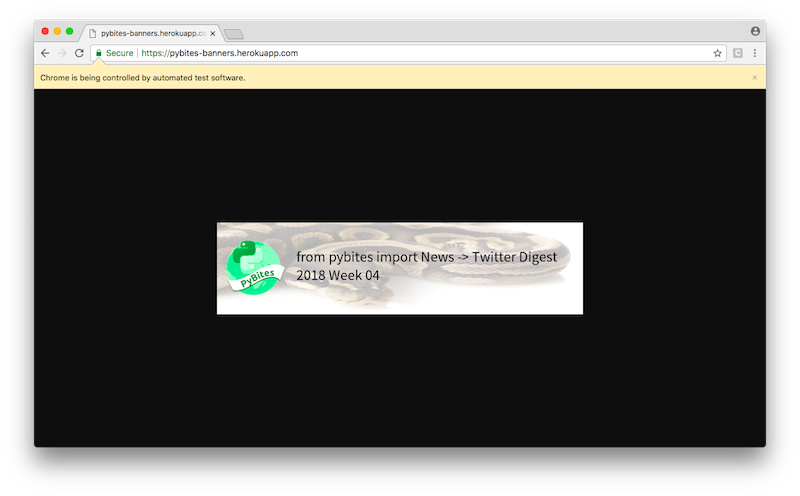 pybites-banners.herokuapp.co
Secure
https://pybites-banners.herokuapp.com
Chrome is being controlled by automated test software.
PyBites
from pybites import News -> Twitter Digest
2018 Week 04